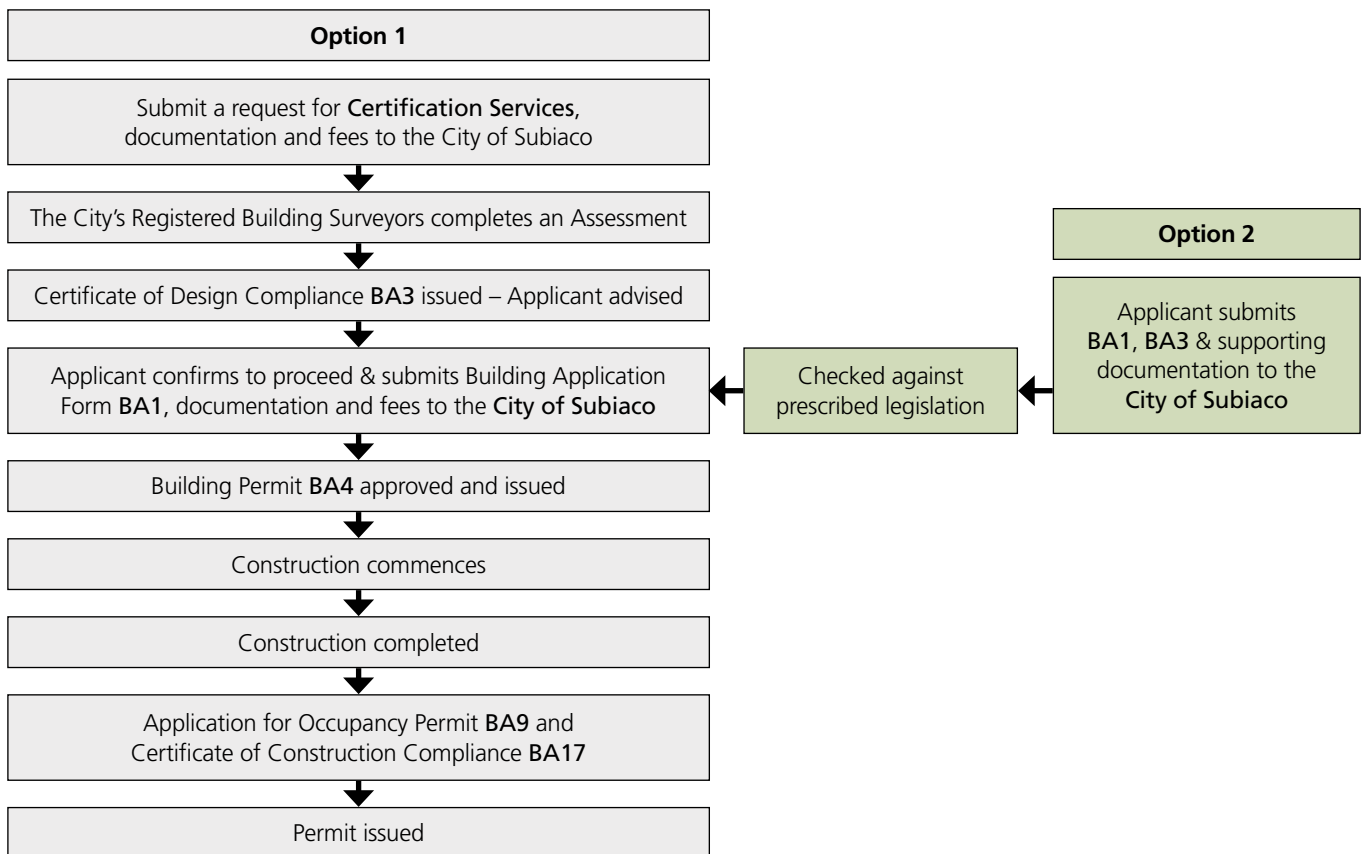 Option 1
Submit a request for Certification Services,
documentation and fees to the City of Subiaco
The City's Registered Building Surveyors completes an Assessment
Certificate of Design Compliance BA3 issued – Applicant advised
Applicant confirms to proceed & submits Building Application
Form BA1, documentation and fees to the City of Subiaco
Building Permit BA4 approved and issued
Construction commences
Construction completed
Application for Occupancy Permit BA9 and
Certificate of Construction Compliance BA17
Permit issued
Option 2
Applicant submits
BA1, BA3 & supporting
documentation to the
City of Subiaco
Checked against
prescribed legislation